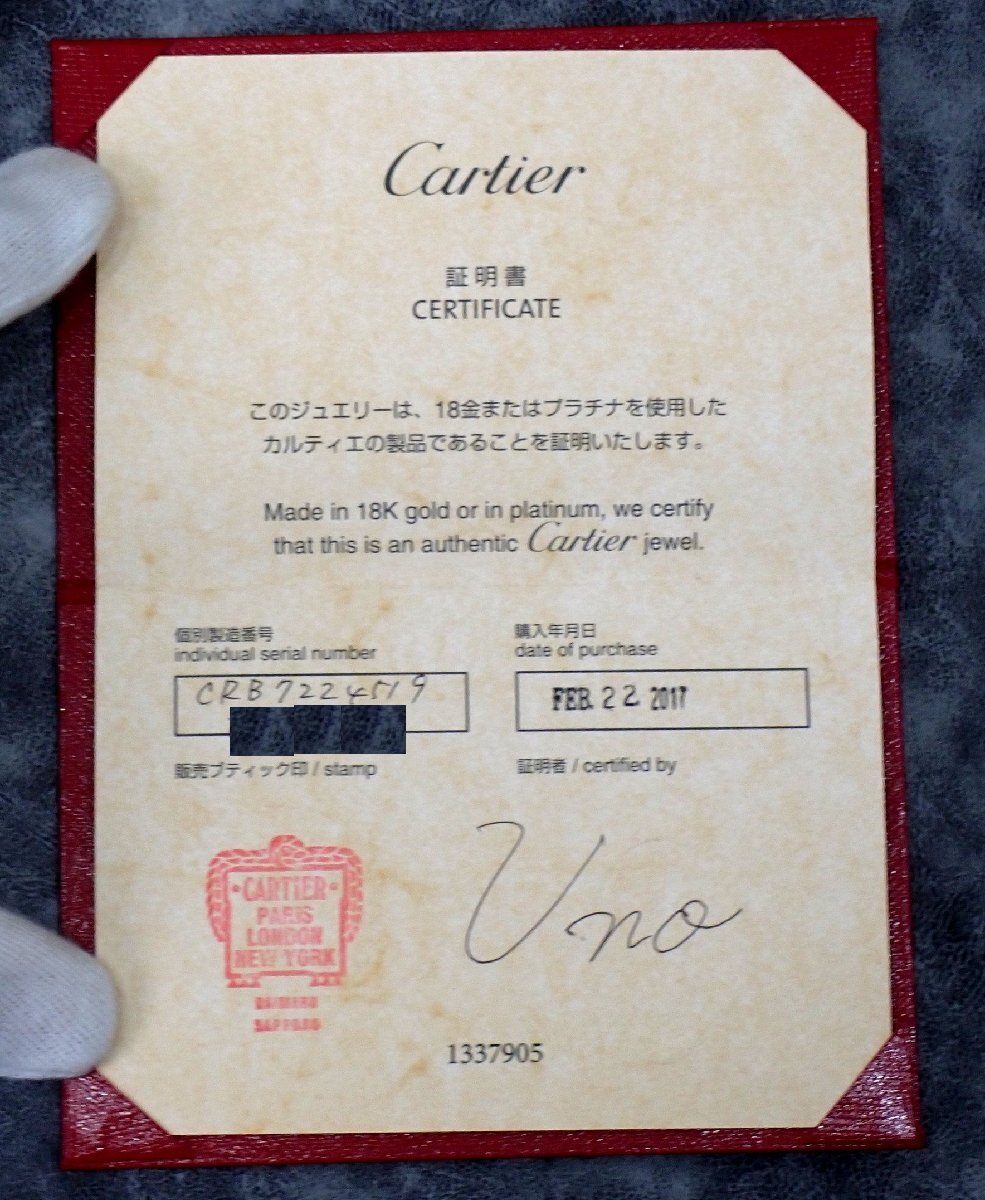 Cartier
証明書
CERTIFICATE
このジュエリーは、18金またはプラチナを使用した
カルティエの製品であることを証明いたします。
Made in 18K gold or in platinum, we certify
that this is an authentic Cartier jewel.
個別製造番号
individual serial number
CRB7224519
購入年月日
date of purchase
FEB 22 2017
販売ブティック印 / stamp
証明者 / certified by
CARTIER
PARIS
LONDON
NEW YORK
DAIMARU
SAPPORO
Uno
1337905